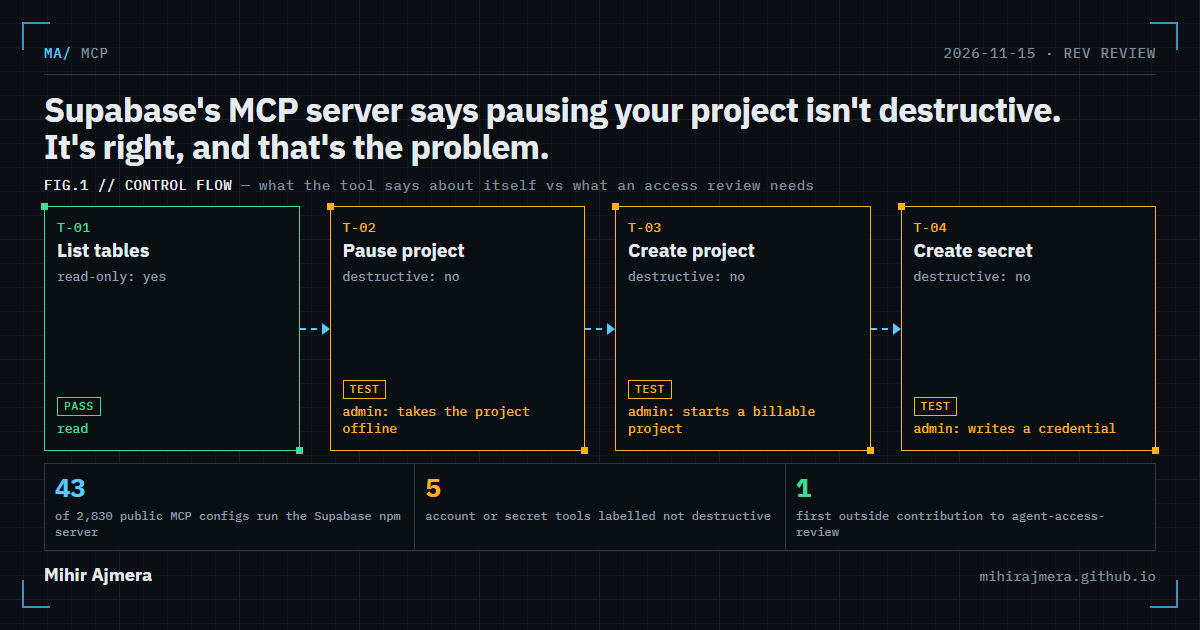 MA/ MCP
2026-11-15 · REV REVIEW
Supabase's MCP server says pausing your project isn't destructive.
It's right, and that's the problem.
FIG.1 // CONTROL FLOW — what the tool says about itself vs what an access review needs
T-01
List tables
read-only: yes
PASS
read
T-02
Pause project
destructive: no
TEST
admin: takes the project
offline
T-03
Create project
destructive: no
TEST
admin: starts a billable
project
T-04
Create secret
destructive: no
TEST
admin: writes a credential
43
of 2,830 public MCP configs run the Supabase npm
server
5
account or secret tools labelled not destructive
1
first outside contribution to agent-access-
review
Mihir Ajmera
mihirajmera.github.io